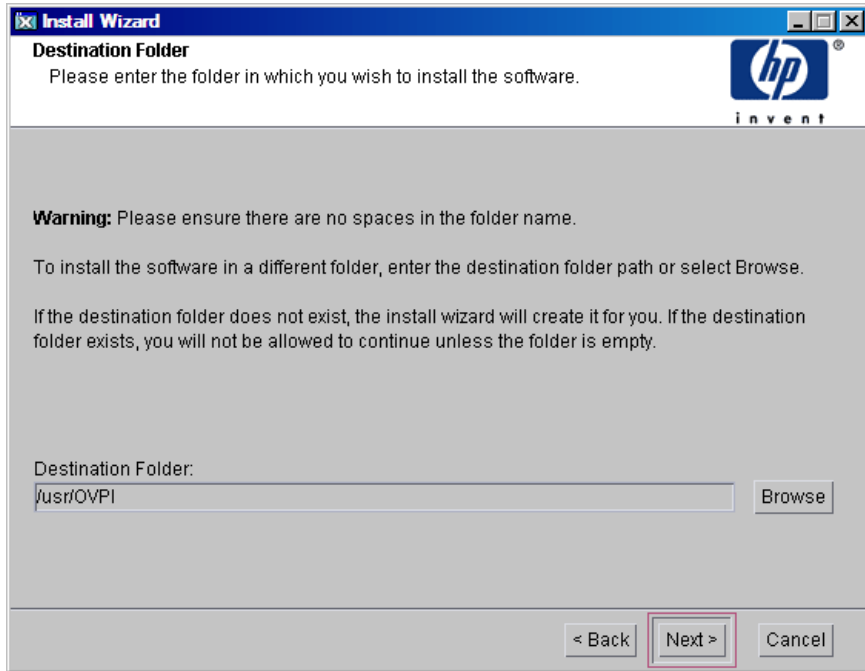 Install Wizard
Destination Folder
Please enter the folder in which you wish to install the software.
hp
®
invent
Warning: Please ensure there are no spaces in the folder name.
To install the software in a different folder, enter the destination folder path or select Browse.
If the destination folder does not exist, the install wizard will create it for you. If the destination
folder exists, you will not be allowed to continue unless the folder is empty.
Destination Folder:
/usr/OVPI
Browse
< Back Next > Cancel